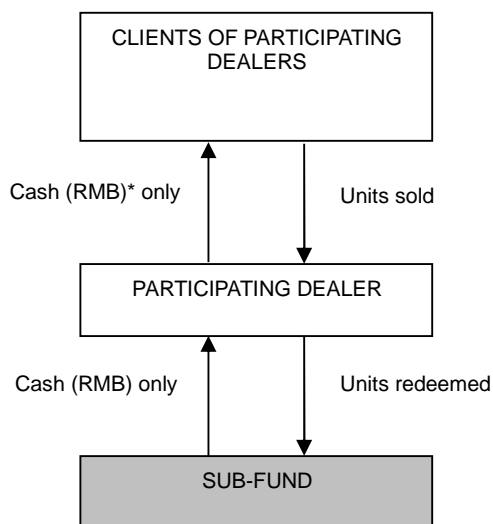 CLIENTS OF PARTICIPATING
DEALERS
Cash (RMB)* only
Units sold
PARTICIPATING DEALER
Cash (RMB) only
Units redeemed
SUB-FUND